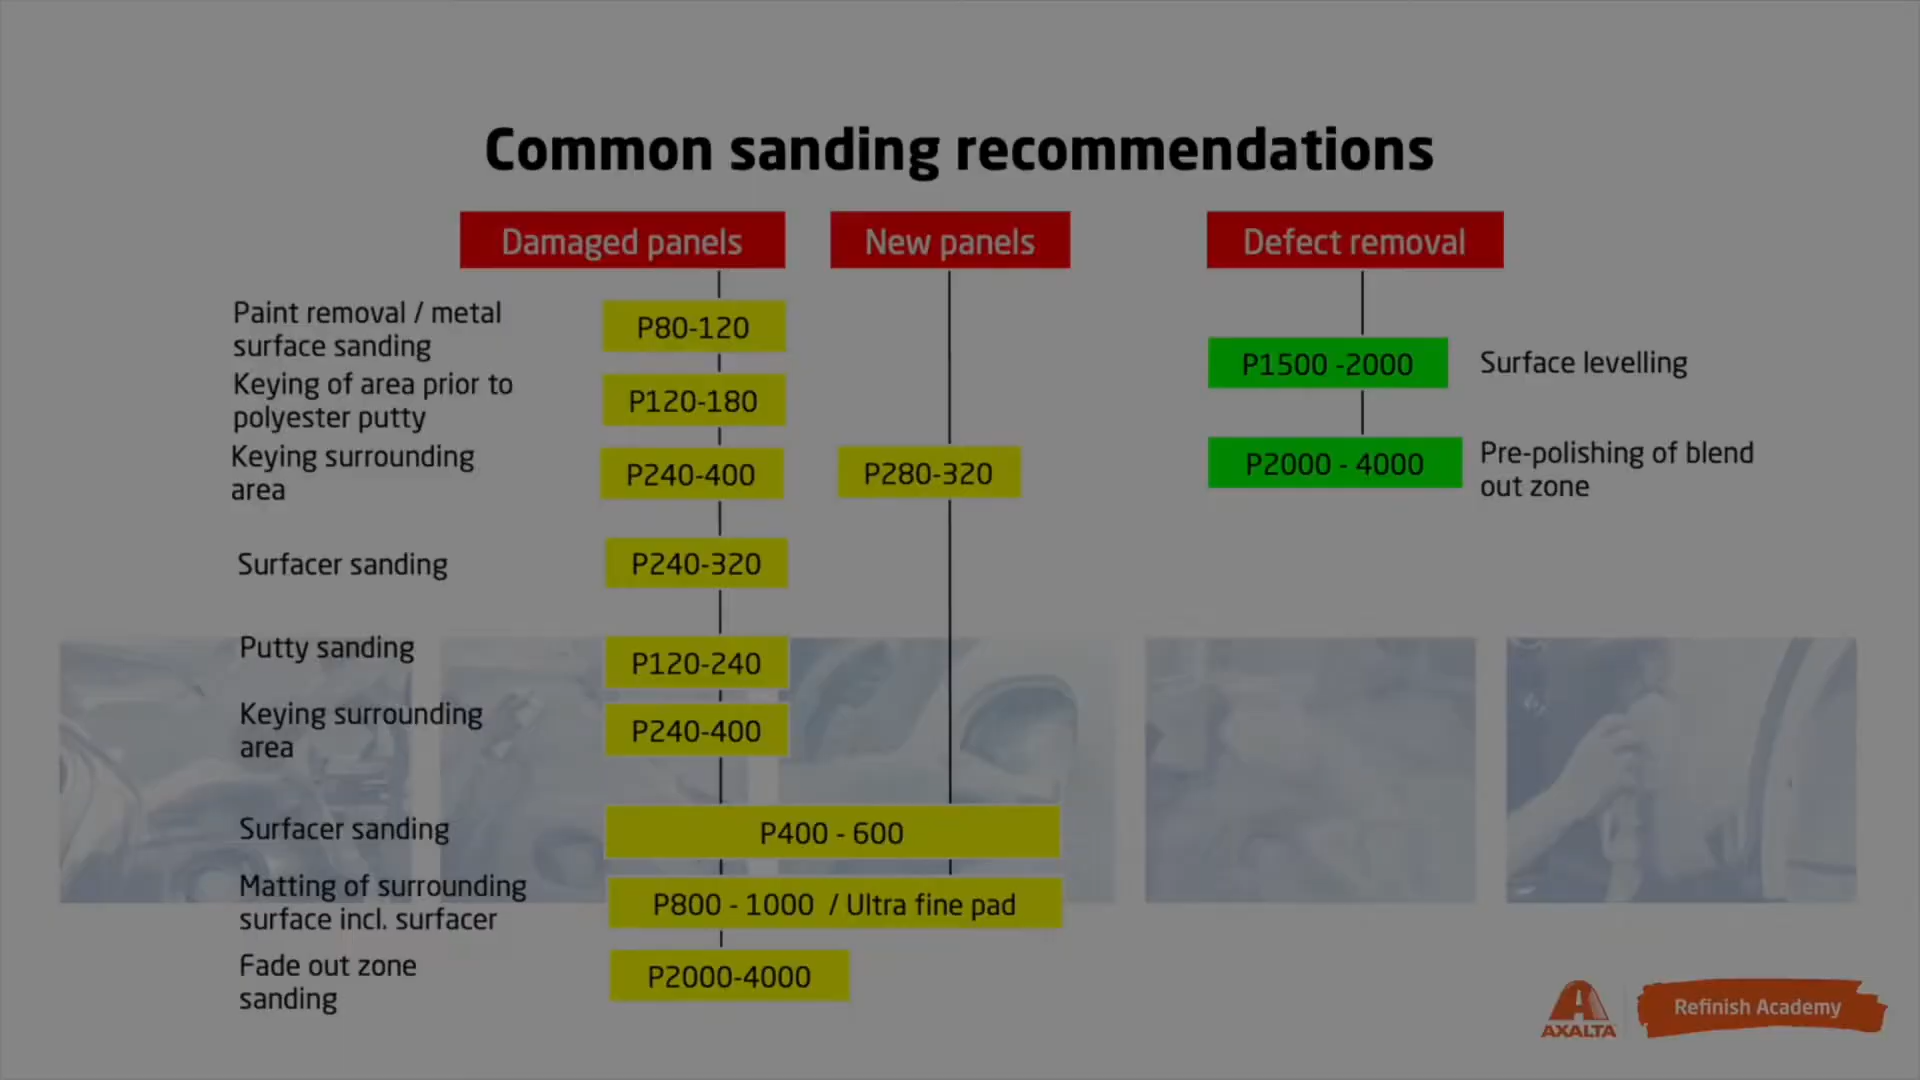 Common sanding recommendations
Damaged panels
New panels
Defect removal
Paint removal / metal
surface sanding
P80-120
Keying of area prior to
polyester putty
P120-180
Keying surrounding
area
P240-400
P280-320
P1500 -2000
Surface levelling
P2000 - 4000
Pre-polishing of blend
out zone
Surfacer sanding
P240-320
Putty sanding
P120-240
Keying surrounding
area
P240-400
Surfacer sanding
P400 - 600
Matting of surrounding
surface incl. surfacer
P800 - 1000 / Ultra fine pad
Fade out zone
sanding
P2000-4000
AXALTA
Refinish Academy